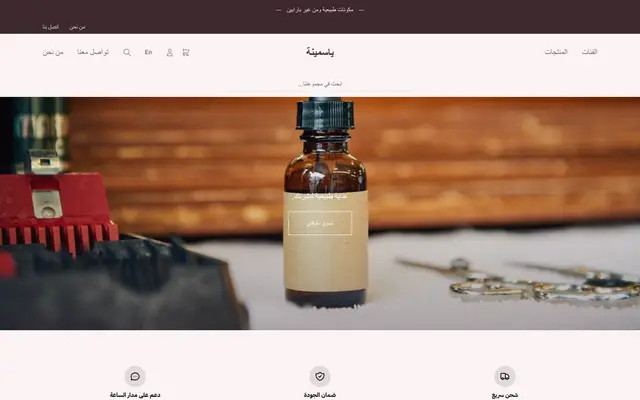 — مكونات طبيعية ومن غير بارابين —
من نحن
اتصل بنا
الفئات
المنتجات
ياسمينة
En
تواصل معنا
من نحن
ابحث في مجموعتنا...
شحن سريع
ضمان الجودة
دعم على مدار الساعة